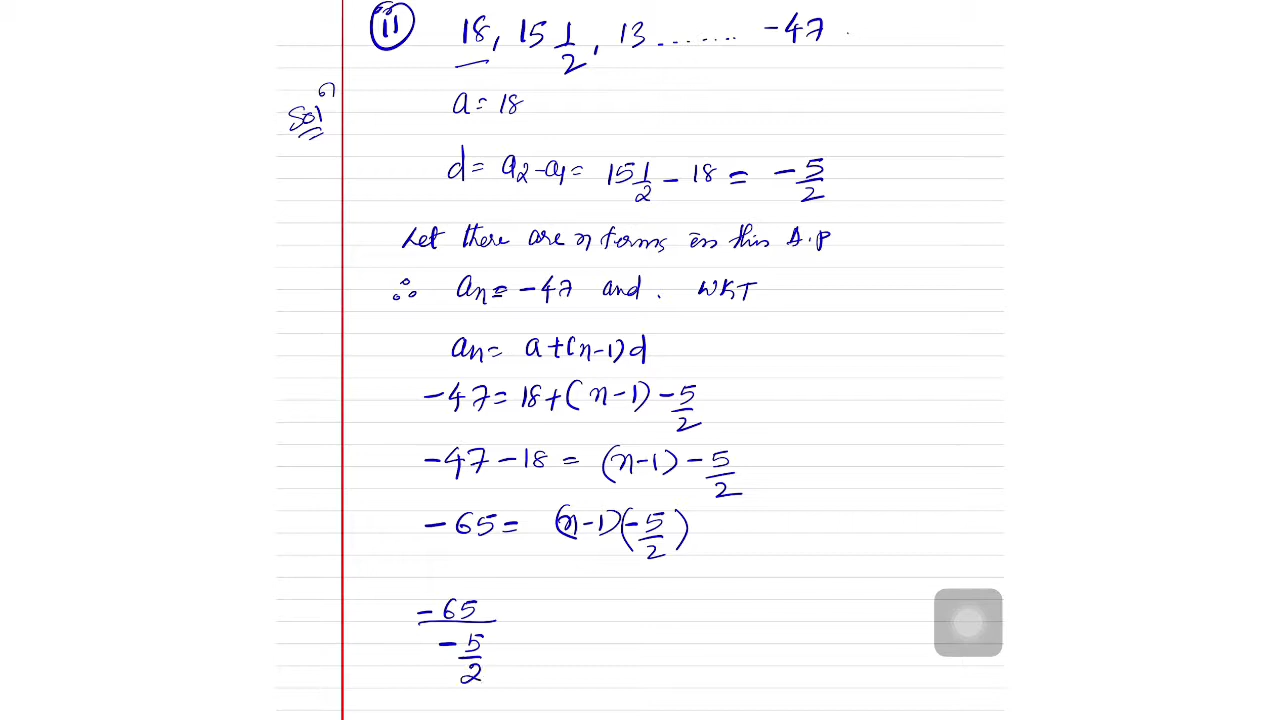 (ii) 18, 15 1/2, 13 ........ -47
Solⁿ
a = 18
d = a₂ - a₁ = 15 1/2 - 18 = -5/2
Let there are n terms in this A.P
∴ aₙ = -47 and . WKT
aₙ = a + (n-1) d
-47 = 18 + (n-1) -5/2
-47 - 18 = (n-1) -5/2
-65 = (n-1) (-5/2)
-65/(-5/2)